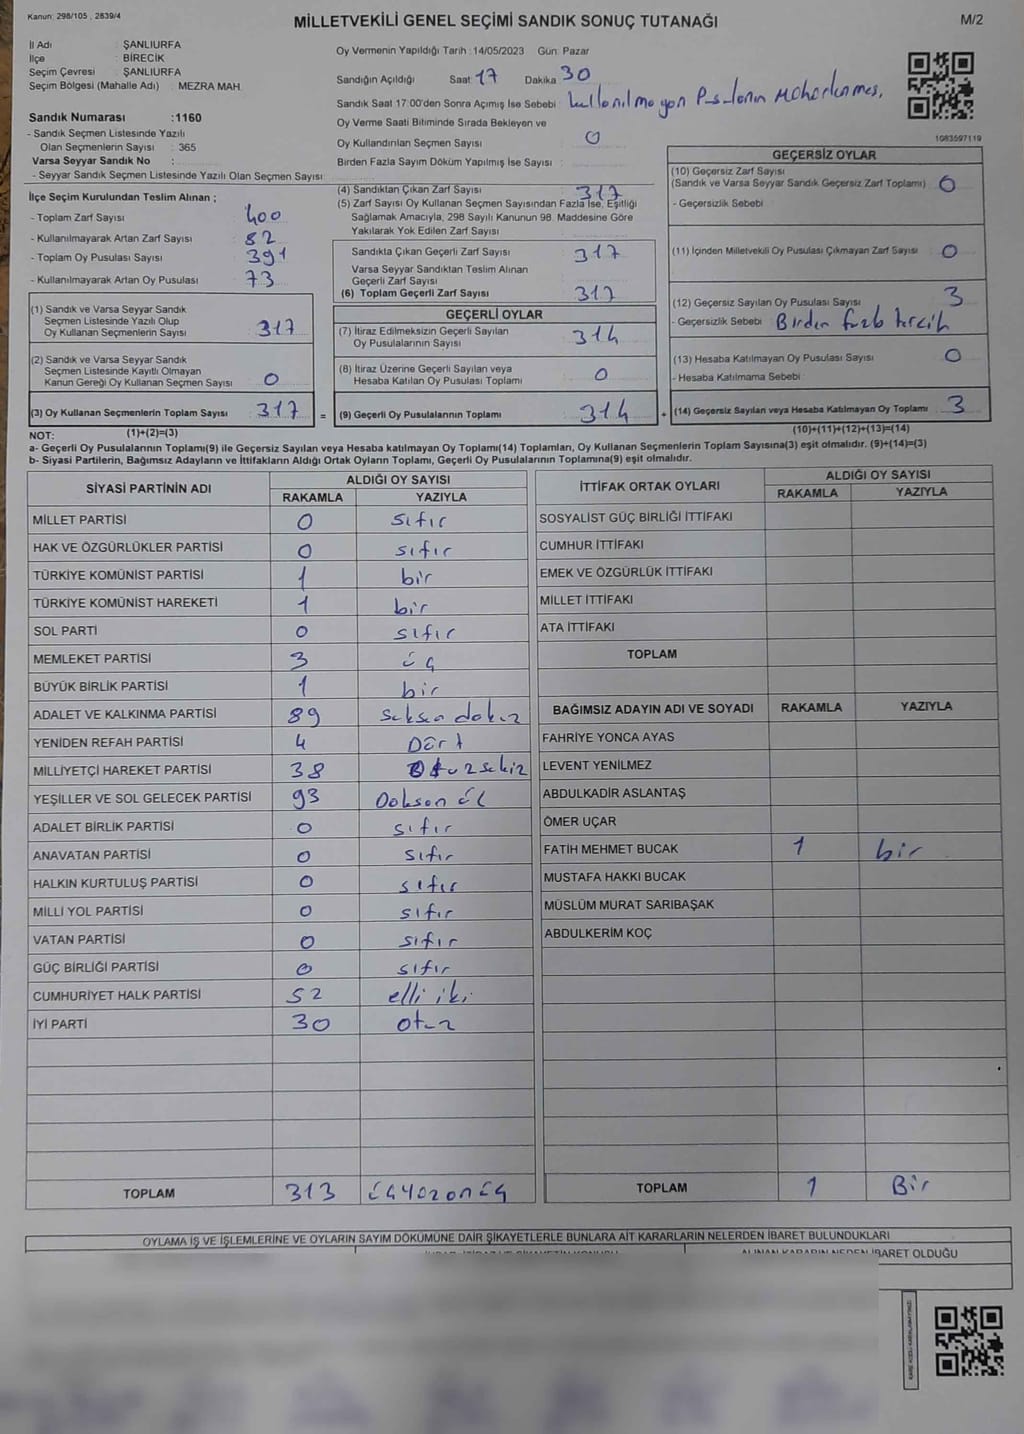 Kanun: 298/105 , 2839/4
MİLLETVEKİLİ GENEL SEÇİMİ SANDIK SONUÇ TUTANAĞI
M/2
İl Adı : ŞANLIURFA
İlçe : BİRECİK
Seçim Çevresi : ŞANLIURFA
Seçim Bölgesi (Mahalle Adı) : MEZRA MAH.
Oy Vermenin Yapıldığı Tarih : 14/05/2023 Gün: Pazar
Sandığın Açıldığı Saat 17 Dakika 30
Sandık Saat 17:00'den Sonra Açımış İse Sebebi : kullanılmayan
Oy Verme Saati Bitiminde Sırada Bekleyen ve
Oy Kullandırılan Seçmen Sayısı : 0
Birden Fazla Sayım Döküm Yapılmış İse Sayısı :
1083597119
Sandık Numarası :1160
- Sandık Seçmen Listesinde Yazılı
Olan Seçmenlerin Sayısı : 365
Varsa Seyyar Sandık No :
- Seyyar Sandık Seçmen Listesinde Yazılı Olan Seçmen Sayısı :
İlçe Seçim Kurulundan Teslim Alınan ;
- Toplam Zarf Sayısı : 400
- Kullanılmayarak Artan Zarf Sayısı : 82
- Toplam Oy Pusulası Sayısı : 391
- Kullanılmayarak Artan Oy Pusulası : 73
(1) Sandık ve Varsa Seyyar Sandık
Seçmen Listesinde Yazılı Olup
Oy Kullanan Seçmenlerin Sayısı : 317
(2) Sandık ve Varsa Seyyar Sandık
Seçmen Listesinde Kayıtlı Olmayan
Kanun Gereği Oy Kullanan Seçmen Sayısı : 0
(3) Oy Kullanan Seçmenlerin Toplam Sayısı : 317
(4) Sandıktan Çıkan Zarf Sayısı : 317
(5) Zarf Sayısı Oy Kullanan Seçmen Sayısından Fazla İse, Eşitliği
Sağlamak Amacıyla, 298 Sayılı Kanunun 98. Maddesine Göre
Yakılarak Yok Edilen Zarf Sayısı :
Sandıkta Çıkan Geçerli Zarf Sayısı : 317
Varsa Seyyar Sandıktan Teslim Alınan
Geçerli Zarf Sayısı :
(6) Toplam Geçerli Zarf Sayısı : 317
GEÇERLİ OYLAR
(7) İtiraz Edilmeksizin Geçerli Sayılan
Oy Pusulalarının Sayısı : 314
(8) İtiraz Üzerine Geçerli Sayılan veya
Hesaba Katılan Oy Pusulası Toplamı : 0
= (9) Geçerli Oy Pusulalarının Toplamı : 314
GEÇERSİZ OYLAR
(10) Geçersiz Zarf Sayısı
(Sandık ve Varsa Seyyar Sandık Geçersiz Zarf Toplamı) : 0
- Geçersizlik Sebebi :
(11) İçinden Milletvekili Oy Pusulası Çıkmayan Zarf Sayısı : 0
(12) Geçersiz Sayılan Oy Pusulası Sayısı : 3
- Geçersizlik Sebebi : Birden fazla tercih
(13) Hesaba Katılmayan Oy Pusulası Sayısı : 0
- Hesaba Katılmama Sebebi :
+ (14) Geçersiz Sayılan veya Hesaba Katılmayan Oy Toplamı : 3
NOT: (1)+(2)=(3)
(10)+(11)+(12)+(13)=(14)
a- Geçerli Oy Pusulalarının Toplamı(9) ile Geçersiz Sayılan veya Hesaba katılmayan Oy Toplamı(14) Toplamları, Oy Kullanan Seçmenlerin Toplam Sayısına(3) eşit olmalıdır. (9)+(14)=(3)
b- Siyasi Partilerin, Bağımsız Adayların ve İttifakların Aldığı Ortak Oyların Toplamı, Geçerli Oy Pusulalarının Toplamına(9) eşit olmalıdır.
SİYASİ PARTİNİN ADI ALDIĞI OY SAYISI
RAKAMLA YAZIYLA
MİLLET PARTİSİ 0 sıfır
HAK VE ÖZGÜRLÜKLER PARTİSİ 0 sıfır
TÜRKİYE KOMÜNİST PARTİSİ 1 bir
TÜRKİYE KOMÜNİST HAREKETİ 1 bir
SOL PARTİ 0 sıfır
MEMLEKET PARTİSİ 3 üç
BÜYÜK BİRLİK PARTİSİ 1 bir
ADALET VE KALKINMA PARTİSİ 89 seksen dokuz
YENİDEN REFAH PARTİSİ 4 Dört
MİLLİYETÇİ HAREKET PARTİSİ 38 Otuzsekiz
YEŞİLLER VE SOL GELECEK PARTİSİ 93 Doksan üç
ADALET BİRLİK PARTİSİ 0 sıfır
ANAVATAN PARTİSİ 0 sıfır
HALKIN KURTULUŞ PARTİSİ 0 sıfır
MİLLİ YOL PARTİSİ 0 sıfır
VATAN PARTİSİ 0 sıfır
GÜÇ BİRLİĞİ PARTİSİ 0 sıfır
CUMHURİYET HALK PARTİSİ 52 elli iki
İYİ PARTİ 30 otuz
TOPLAM 313 üçyüzonüç
İTTİFAK ORTAK OYLARI ALDIĞI OY SAYISI
RAKAMLA YAZIYLA
SOSYALİST GÜÇ BİRLİĞİ İTTİFAKI
CUMHUR İTTİFAKI
EMEK VE ÖZGÜRLÜK İTTİFAKI
MİLLET İTTİFAKI
ATA İTTİFAKI
TOPLAM
BAĞIMSIZ ADAYIN ADI VE SOYADI RAKAMLA YAZIYLA
FAHRİYE YONCA AYAS
LEVENT YENİLMEZ
ABDULKADİR ASLANTAŞ
ÖMER UÇAR
FATİH MEHMET BUCAK 1 bir
MUSTAFA HAKKI BUCAK
MÜSLÜM MURAT SARIBAŞAK
ABDULKERİM KOÇ
TOPLAM 1 Bir
OYLAMA İŞ VE İŞLEMLERİNE VE OYLARIN SAYIM DÖKÜMÜNE DAİR ŞİKAYETLERLE BUNLARA AİT KARARLARIN NELERDEN İBARET BULUNDUKLARI
ALINAN KARARIN NEDEN İBARET OLDUĞU